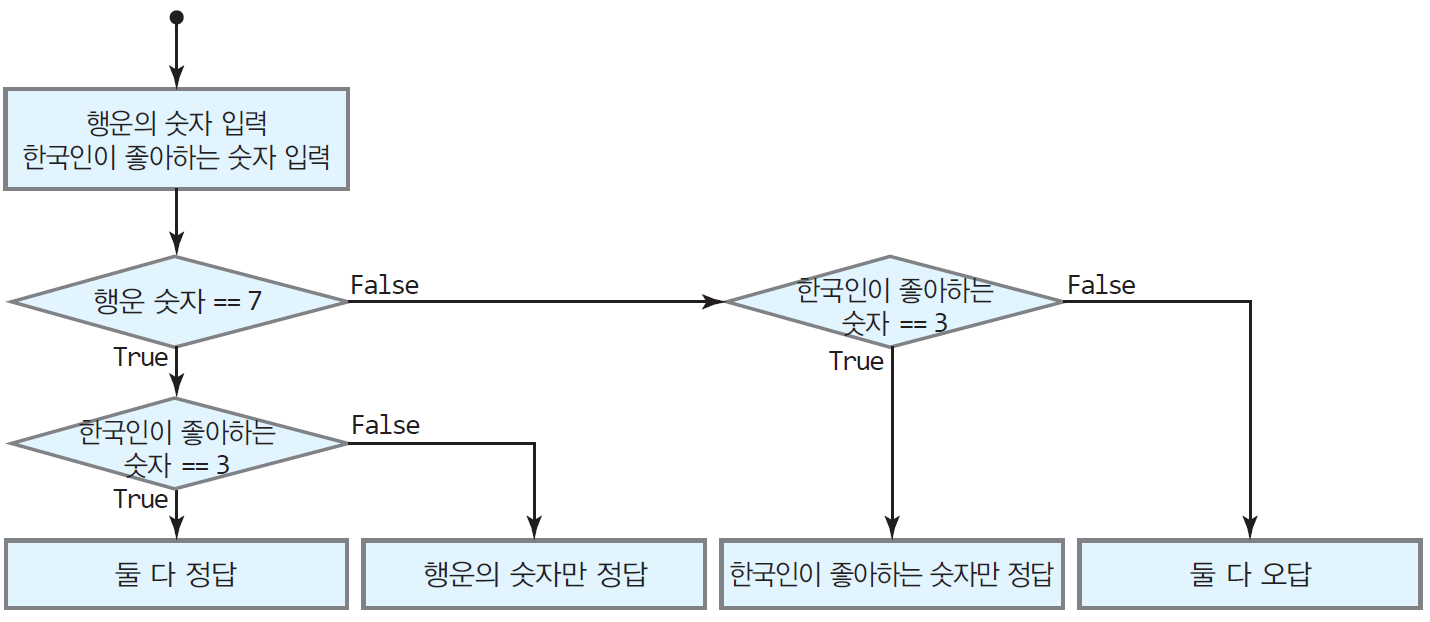 행운의 숫자 입력
한국인이 좋아하는 숫자 입력
행운 숫자 == 7
False
한국인이 좋아하는
숫자 == 3
False
True
True
한국인이 좋아하는
숫자 == 3
False
True
둘 다 정답
행운의 숫자만 정답
한국인이 좋아하는 숫자만 정답
둘 다 오답